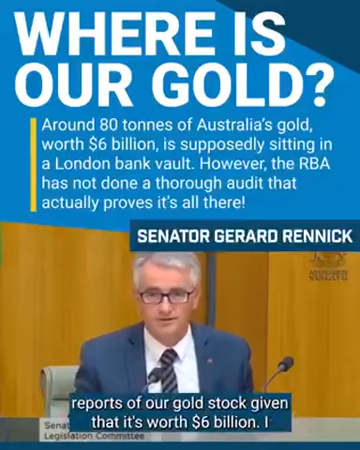 WHERE IS
OUR GOLD?
Around 80 tonnes of Australia's gold,
worth $6 billion, is supposedly sitting in
a London bank vault. However, the RBA
has not done a thorough audit that
actually proves it's all there!
SENATOR GERARD RENNICK
reports of our gold stock given
that it's worth $6 billion. I
Legislation Committee